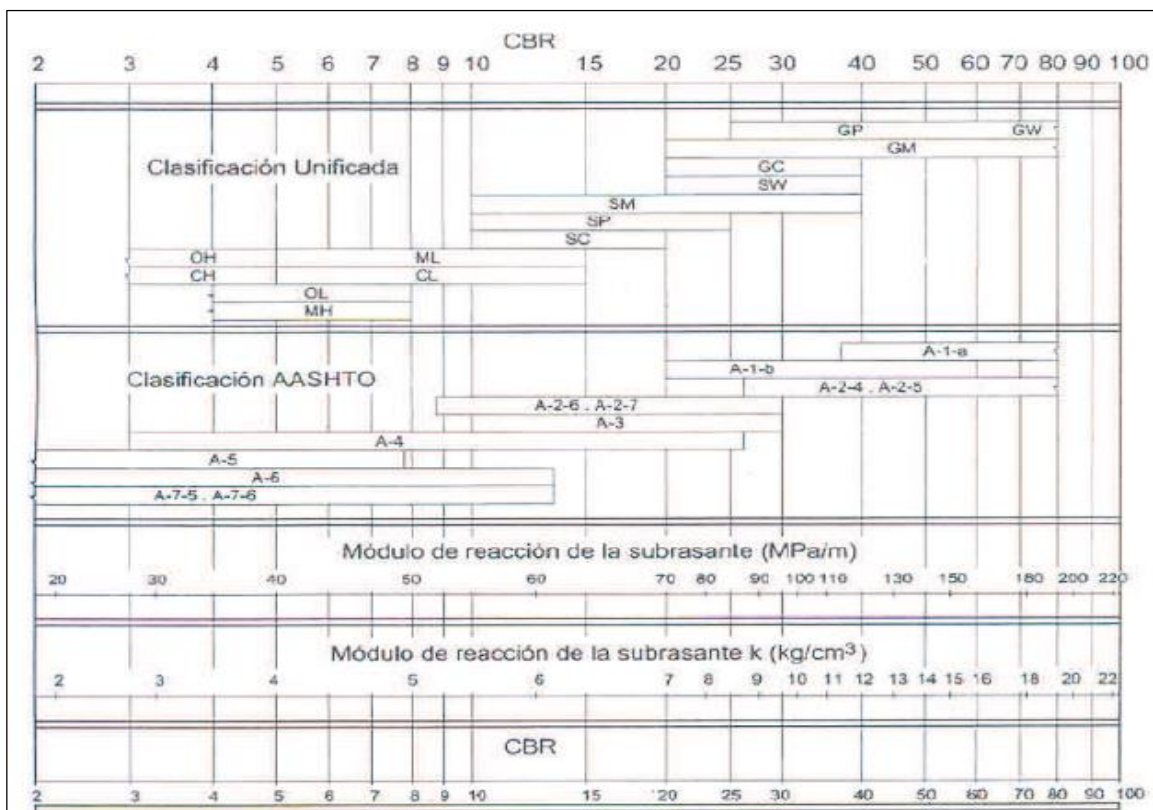 CBR
2 3 4 5 6 7 8 9 10 15 20 25 30 40 50 60 70 80 90 100
GP GW
GM
Clasificación Unificada
GC
SW
SM
SP
SC
OH ML
CH CL
OL
MH
A-1-a
A-1-b
Clasificación AASHTO
A-2-4 . A-2-5
A-2-6 . A-2-7
A-3
A-4
A-5
A-6
A-7-5 . A-7-6
Módulo de reacción de la subrasante (MPa/m)
20 30 40 50 60 70 80 90 100 110 130 150 180 200 220
Módulo de reacción de la subrasante k (kg/cm³)
2 3 4 5 6 7 8 9 10 11 12 13 14 15 16 18 20 22
CBR
2 3 4 5 6 7 8 9 10 15 20 25 30 40 50 60 70 80 90 100